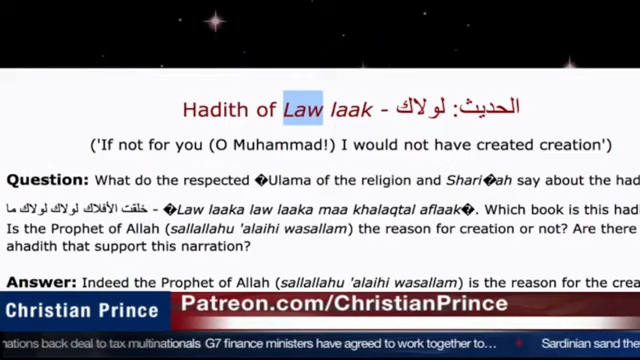 Hadith of Law laak - الحديث: لولاك
('If not for you (O Muhammad!) I would not have created creation')
Question: What do the respected �Ulama of the religion and Shari�ah say about the had
خلقت الأفلاك لولاك لولاك ما - �Law laaka law laaka maa khalaqtal aflaak�. Which book is this hadi
Is the Prophet of Allah (sallallahu 'alaihi wasallam) the reason for creation or not? Are there
ahadith that support this narration?
Answer: Indeed the Prophet of Allah (sallallahu 'alaihi wasallam) is the reason for the crea
Christian Prince
Patreon.com/ChristianPrince
nations back deal to tax multinationals G7 finance ministers have agreed to work together to... Sardinian sand the